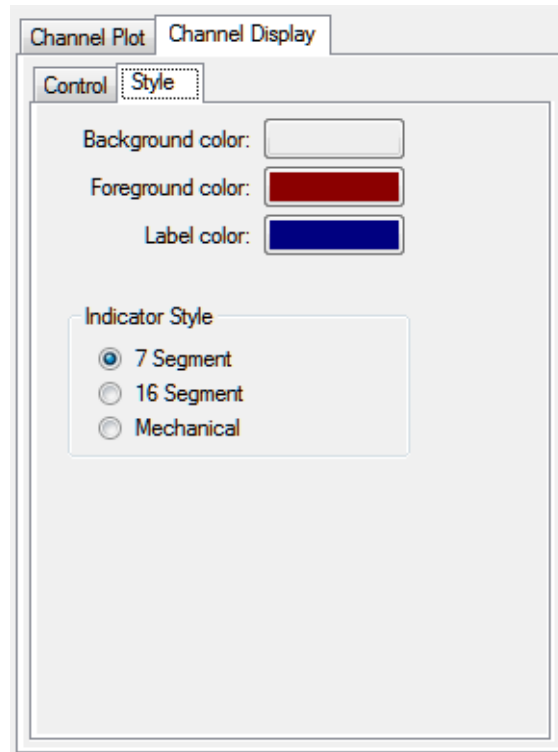 Channel Plot Channel Display
Control Style
Background color:
Foreground color:
Label color:
Indicator Style
7 Segment
16 Segment
Mechanical